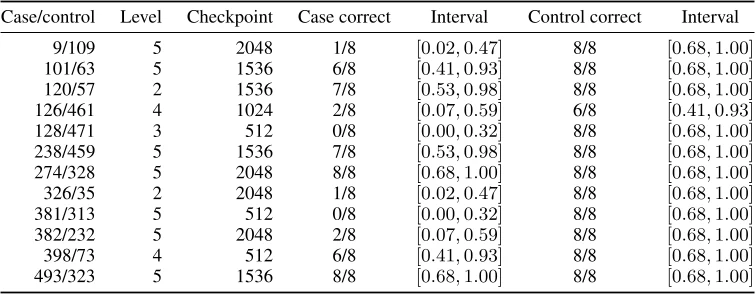 Case/control Level Checkpoint Case correct Interval Control correct Interval
9/109 5 2048 1/8 [0.02, 0.47] 8/8 [0.68, 1.00]
101/63 5 1536 6/8 [0.41, 0.93] 8/8 [0.68, 1.00]
120/57 2 1536 7/8 [0.53, 0.98] 8/8 [0.68, 1.00]
126/461 4 1024 2/8 [0.07, 0.59] 6/8 [0.41, 0.93]
128/471 3 512 0/8 [0.00, 0.32] 8/8 [0.68, 1.00]
238/459 5 1536 7/8 [0.53, 0.98] 8/8 [0.68, 1.00]
274/328 5 2048 8/8 [0.68, 1.00] 8/8 [0.68, 1.00]
326/35 2 2048 1/8 [0.02, 0.47] 8/8 [0.68, 1.00]
381/313 5 512 0/8 [0.00, 0.32] 8/8 [0.68, 1.00]
382/232 5 2048 2/8 [0.07, 0.59] 8/8 [0.68, 1.00]
398/73 4 512 6/8 [0.41, 0.93] 8/8 [0.68, 1.00]
493/323 5 1536 8/8 [0.68, 1.00] 8/8 [0.68, 1.00]